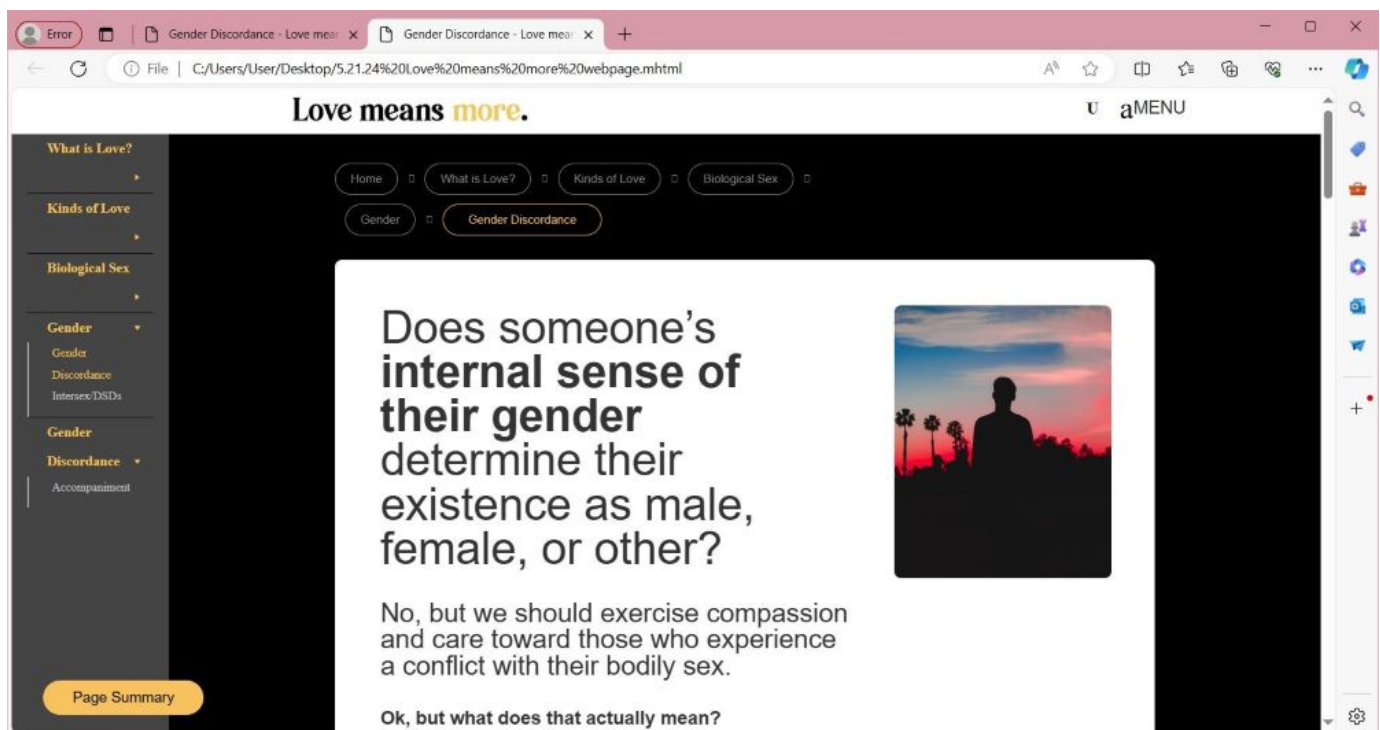 Error
Gender Discordance - Love mear
Gender Discordance - Love mear
File | C:/Users/User/Desktop/5.21.24%20Love%20means%20more%20webpage.mhtml
Love means more.
U aMENU
What is Love?
Kinds of Love
Biological Sex
Gender
Gender
Discordance
Intersex/DSDs
Gender
Discordance
Accompaniment
Page Summary
Home
What is Love?
Kinds of Love
Biological Sex
Gender
Gender Discordance
Does someone’s
internal sense of
their gender
determine their
existence as male,
female, or other?
No, but we should exercise compassion
and care toward those who experience
a conflict with their bodily sex.
Ok, but what does that actually mean?